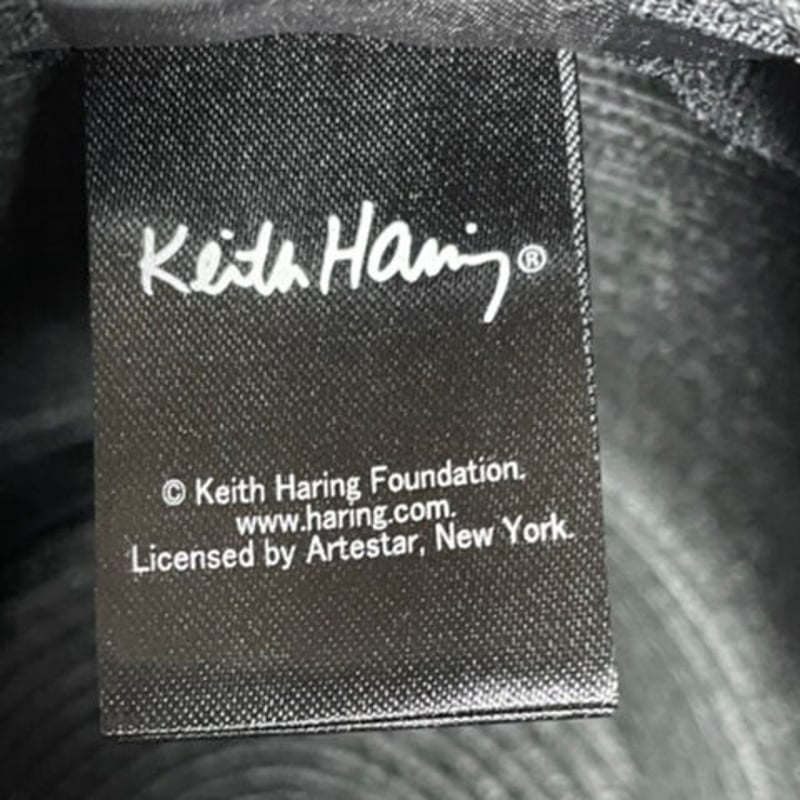 Keith Haring®
© Keith Haring Foundation.
www.haring.com.
Licensed by Artestar, New York.